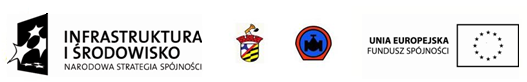 INFRASTRUKTURA
I ŚRODOWISKO
NARODOWA STRATEGIA SPÓJNOŚCI
UNIA EUROPEJSKA
FUNDUSZ SPÓJNOŚCI